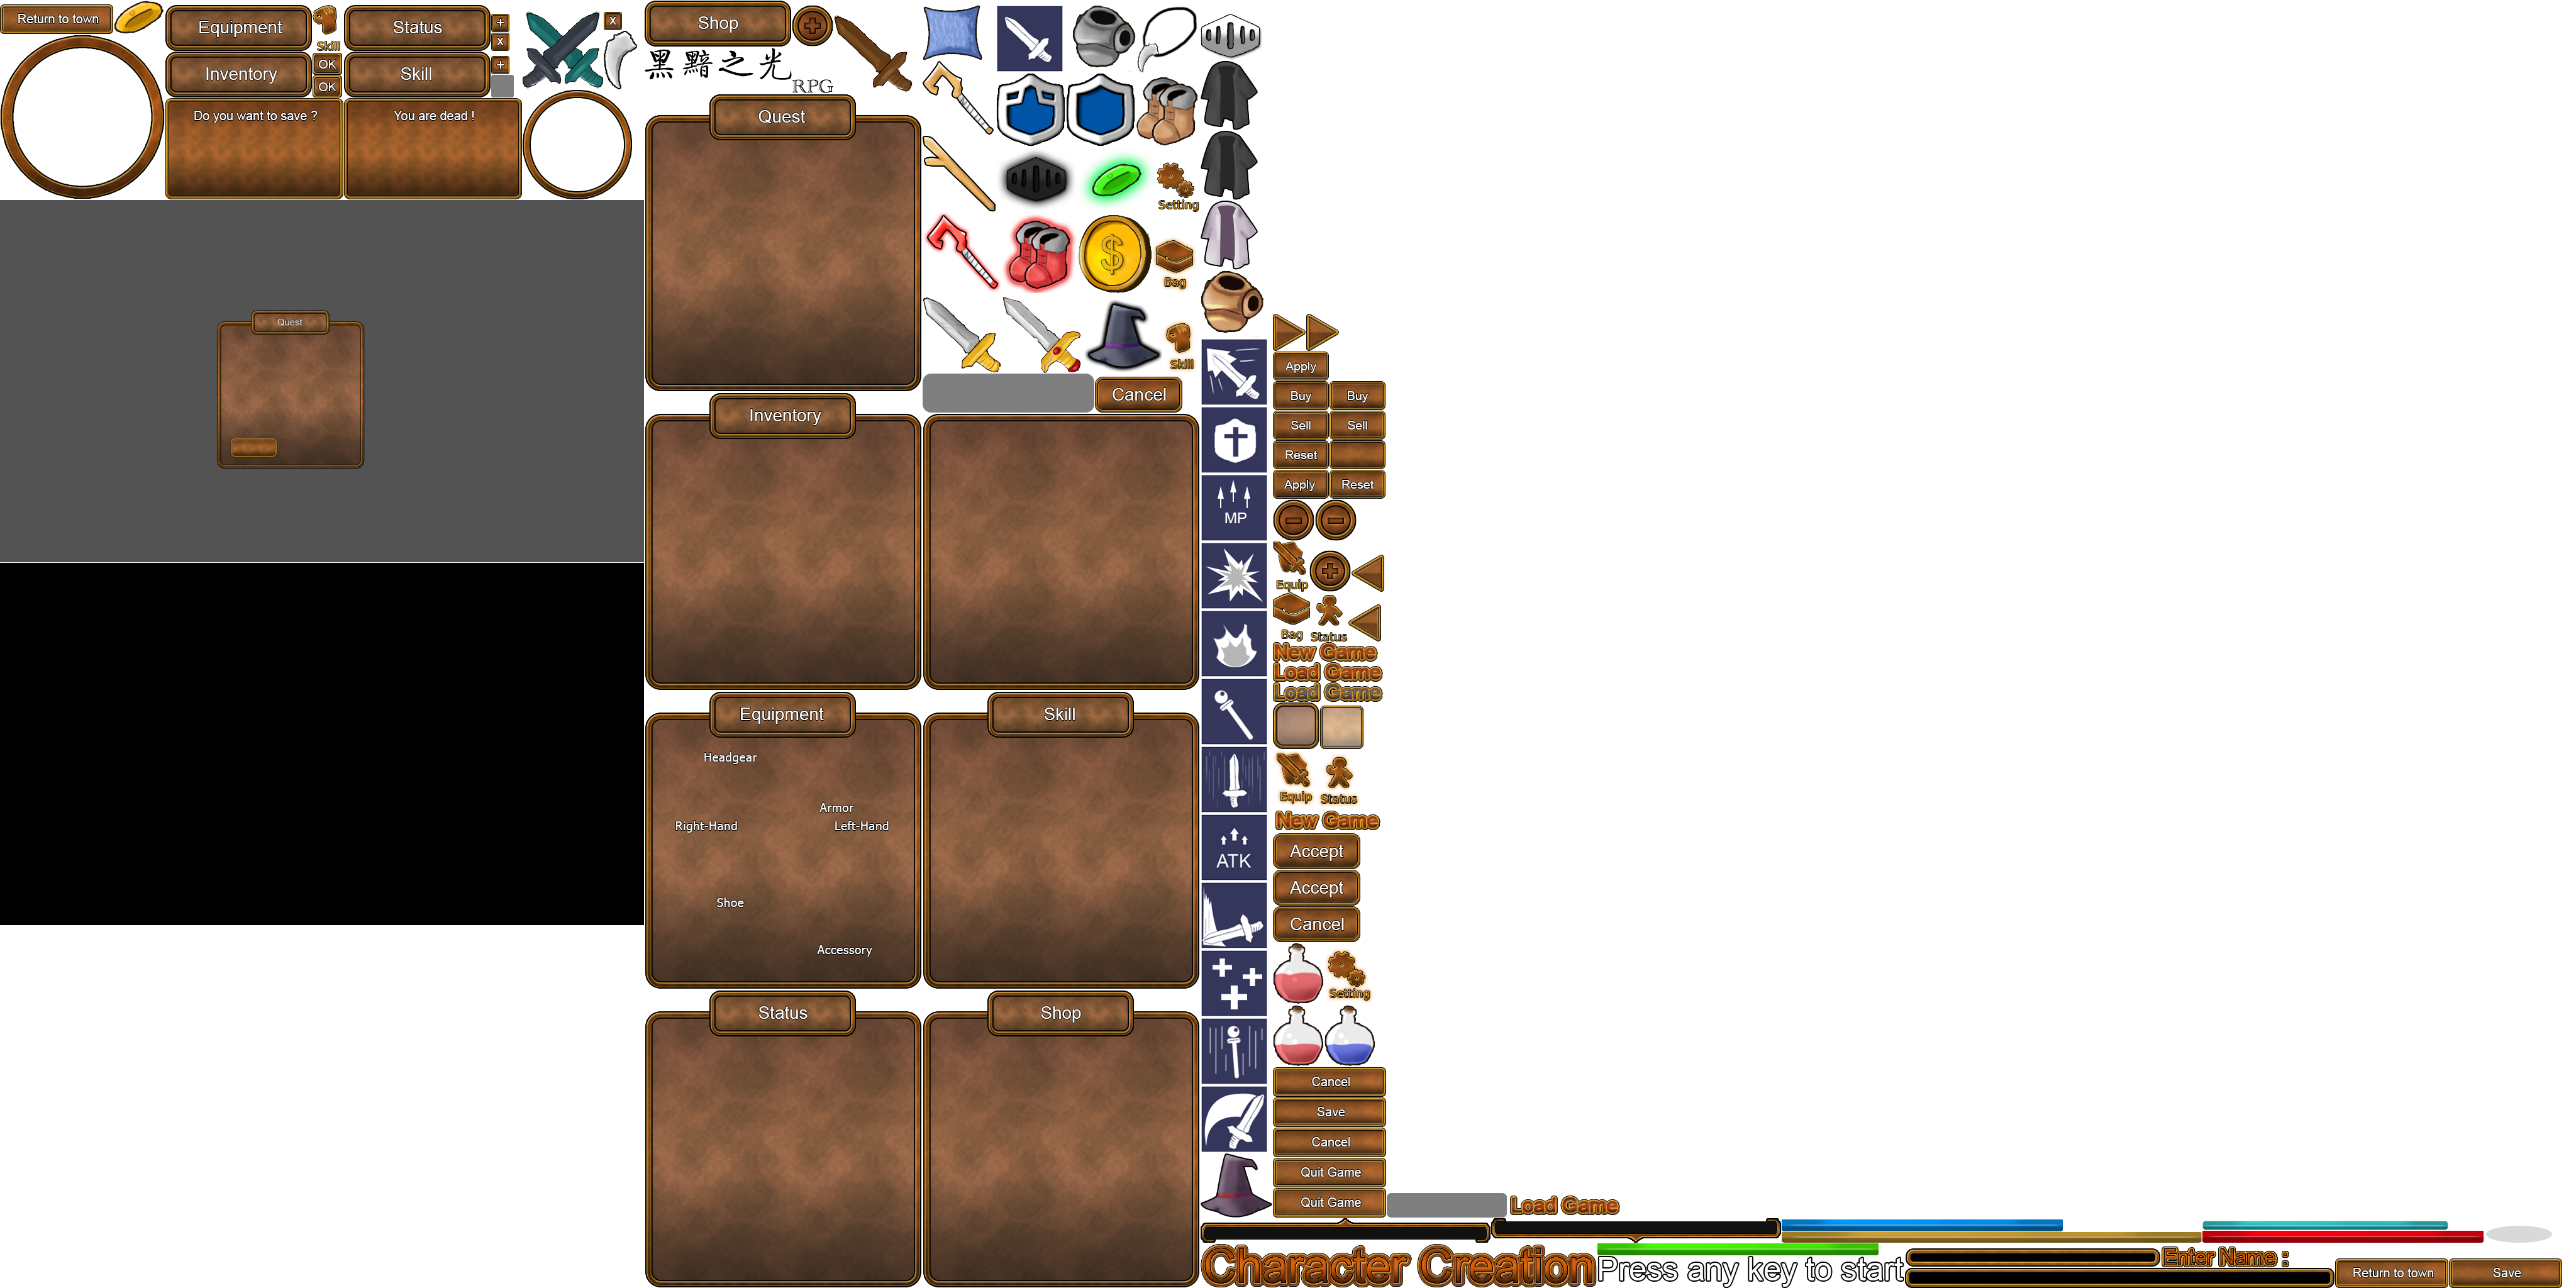 Return to town
Equipment
Skill
Status
+
x
x
Inventory
OK
OK
Skill
+
Do you want to save ?
You are dead !
Quest
Shop
黑黯之光
RPG
Quest
Setting
$
Bag
Skill
Cancel
Inventory
Equipment
Headgear
Armor
Right-Hand
Left-Hand
Shoe
Accessory
Skill
Status
Shop
MP
ATK
Apply
Buy
Buy
Sell
Sell
Reset
Apply
Reset
Equip
Bag
Status
New Game
Load Game
Load Game
Equip
Status
New Game
Accept
Accept
Cancel
Setting
Cancel
Save
Cancel
Quit Game
Quit Game
Load Game
Character Creation
Press any key to start
Enter Name :
Return to town
Save